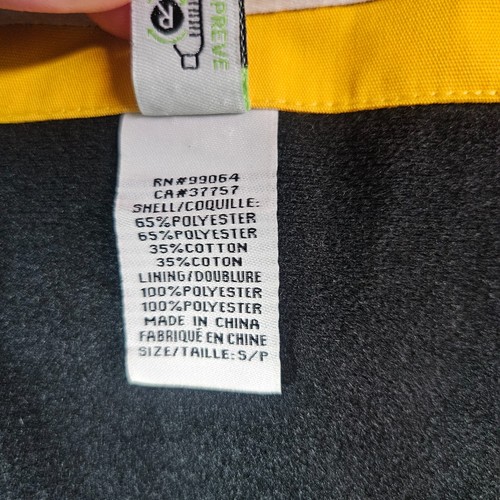 REPREVE
RN#99064
CA#37757
SHELL/COQUILLE:
65%POLYESTER
65%POLYESTER
35%COTTON
35%COTON
LINING/DOUBLURE
100%POLYESTER
100%POLYESTER
MADE IN CHINA
FABRIQUÉ EN CHINE
SIZE/TAILLE: S/P